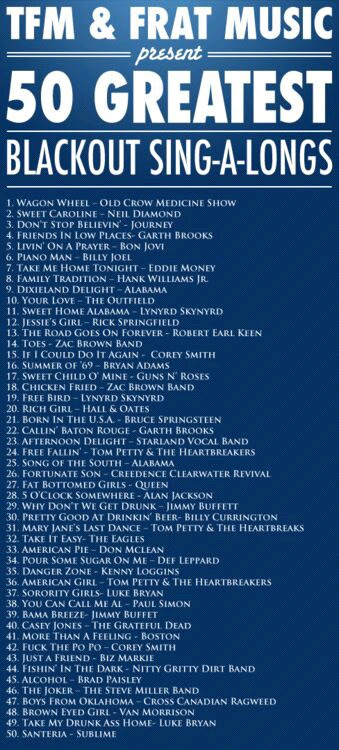 TFM & FRAT MUSIC
present
50 GREATEST
BLACKOUT SING-A-LONGS
1. Wagon Wheel – Old Crow Medicine Show
2. Sweet Caroline – Neil Diamond
3. Don't Stop Believin' - Journey
4. Friends In Low Places- Garth Brooks
5. Livin' On A Prayer – Bon Jovi
6. Piano Man – Billy Joel
7. Take Me Home Tonight – Eddie Money
8. Family Tradition – Hank Williams Jr.
9. Dixieland Delight – Alabama
10. Your Love – The Outfield
11. Sweet Home Alabama – Lynyrd Skynyrd
12. Jessie's Girl – Rick Springfield
13. The Road Goes On Forever - Robert Earl Keen
14. Toes - Zac Brown Band
15. If I Could Do It Again - Corey Smith
16. Summer of '69 – Bryan Adams
17. Sweet Child O' Mine - Guns N' Roses
18. Chicken Fried – Zac Brown Band
19. Free Bird – Lynyrd Skynyrd
20. Rich Girl – Hall & Oates
21. Born In The U.S.A. - Bruce Springsteen
22. Callin' Baton Rouge - Garth Brooks
23. Afternoon Delight – Starland Vocal Band
24. Free Fallin' - Tom Petty & The Heartbreakers
25. Song of the South – Alabama
26. Fortunate Son – Creedence Clearwater Revival
27. Fat Bottomed Girls - Queen
28. 5 O'Clock Somewhere - Alan Jackson
29. Why Don't We Get Drunk – Jimmy Buffett
30. Pretty Good At Drinkin' Beer- Billy Currington
31. Mary Jane's Last Dance – Tom Petty & The Heartbreaks
32. Take It Easy- The Eagles
33. American Pie – Don McLean
34. Pour Some Sugar On Me – Def Leppard
35. Danger Zone - Kenny Loggins
36. American Girl – Tom Petty & The Heartbreakers
37. Sorority Girls- Luke Bryan
38. You Can Call Me Al – Paul Simon
39. Bama Breeze- Jimmy Buffet
40. Casey Jones – The Grateful Dead
41. More Than A Feeling - Boston
42. Fuck The Po Po – Corey Smith
43. Just a Friend - Biz Markie
44. Fishin' In The Dark - Nitty Gritty Dirt Band
45. Alcohol – Brad Paisley
46. The Joker – The Steve Miller Band
47. Boys From Oklahoma – Cross Canadian Ragweed
48. Brown Eyed Girl – Van Morrison
49. Take My Drunk Ass Home- Luke Bryan
50. Santeria - Sublime